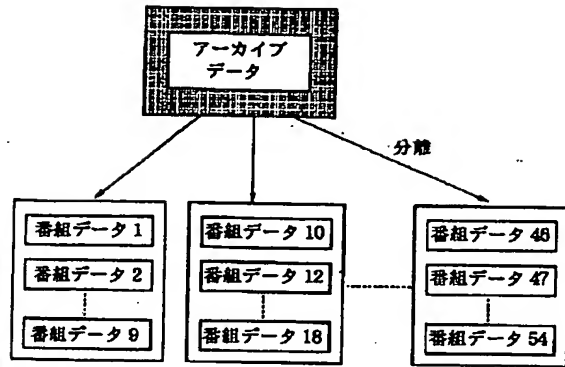 アーカイブ
データ
分離
番組データ 1
番組データ 2
番組データ 9
番組データ 10
番組データ 12
番組データ 18
番組データ 46
番組データ 47
番組データ 54